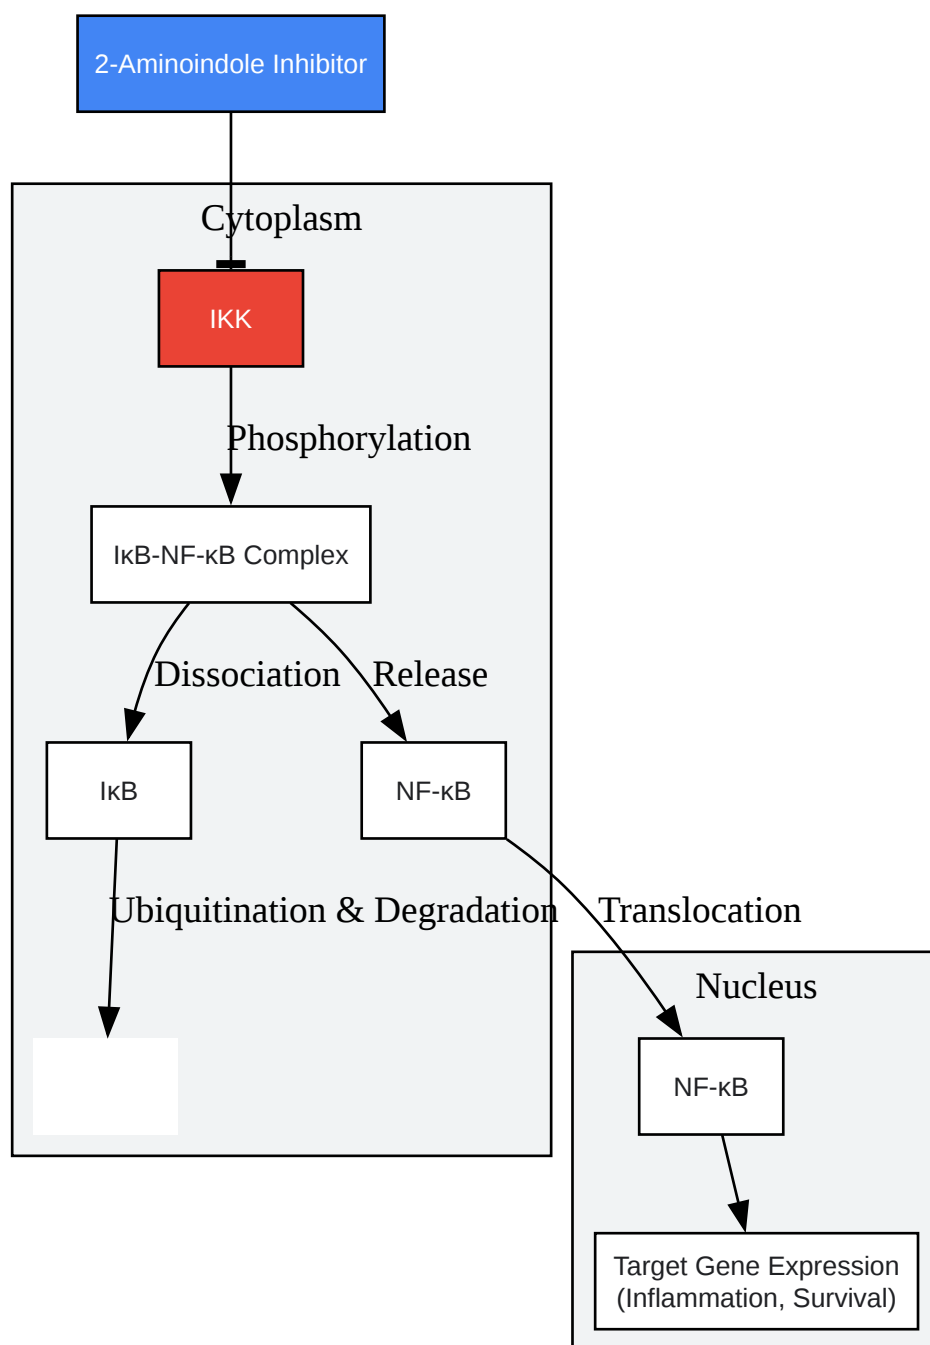 2-Aminoindole Inhibitor
Cytoplasm
IKK
Phosphorylation
IκB-NF-κB Complex
Dissociation
Release
IκB
NF-κB
Ubiquitination & Degradation
Translocation
Nucleus
NF-κB
Target Gene Expression
(Inflammation, Survival)